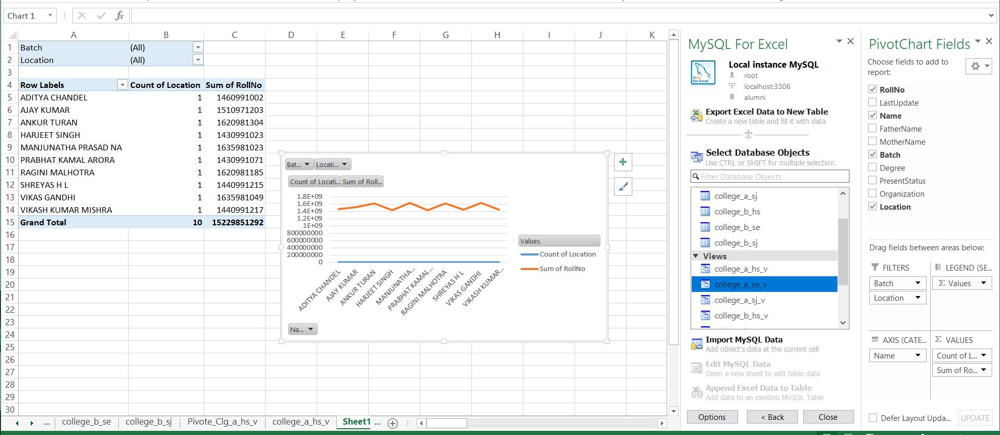 Chart 1
fx
A B C D E F G H I J K
1 Batch (All)
2 Location (All)
3
4 Row Labels Count of Location Sum of RollNo
5 ADITYA CHANDEL 1 1460991002
6 AJAY KUMAR 1 1510971203
7 ANKUR TURAN 1 1620981304
8 HARJEET SINGH 1 1430991023
9 MANJUNATHA PRASAD NA 1 1635981023
10 PRABHAT KAMAL ARORA 1 1430991071
11 RAGINI MALHOTRA 1 1620981185
12 SHREYAS H L 1 1440991215
13 VIKAS GANDHI 1 1635981049
14 VIKASH KUMAR MISHRA 1 1440991217
15 Grand Total 10 15229851292
16
17
18
19
20
21
22
23
24
25
26
27
28
29
30
Bat... Locati...
Count of Locati... Sum of Roll...
1.8E+09
1.6E+09
1.4E+09
1.2E+09
1E+09
800000000
600000000
400000000
200000000
0
ADITYA CHANDEL
AJAY KUMAR
ANKUR TURAN
HARJEET SINGH
MANJUNATHA...
PRABHAT KAMAL...
RAGINI MALHOTRA
SHREYAS H L
VIKAS GANDHI
VIKASH KUMAR...
Values
Count of Location
Sum of RollNo
Na...
... college_b_se college_b_sj Pivote_Clg_a_hs_v college_a_hs_v Sheet1 ...
MySQL For Excel
MySQL
for Excel
Local instance MySQL
root
localhost:3306
alumni
Export Excel Data to New Table
Create a new table and fill it with data
Select Database Objects
Use CTRL or SHIFT for multiple selection.
Filter Database Objects
college_a_sj
college_b_hs
college_b_se
college_b_sj
Views
college_a_hs_v
college_a_se_v
college_a_sj_v
college_b_hs_v
Import MySQL Data
Add object's data at the current cell
Edit MySQL Data
Open a new sheet to edit table data
Append Excel Data to Table
Add data to an existing MySQL Table
Options < Back Close
PivotChart Fields
Choose fields to add to
report:
RollNo
LastUpdate
Name
FatherName
MotherName
Batch
Degree
PresentStatus
Organization
Location
Drag fields between areas below:
FILTERS
Batch
Location
LEGEND (SE...
Σ Values
AXIS (CATE...
Name
Σ VALUES
Count of L...
Sum of Ro...
Defer Layout Upda... UPDATE